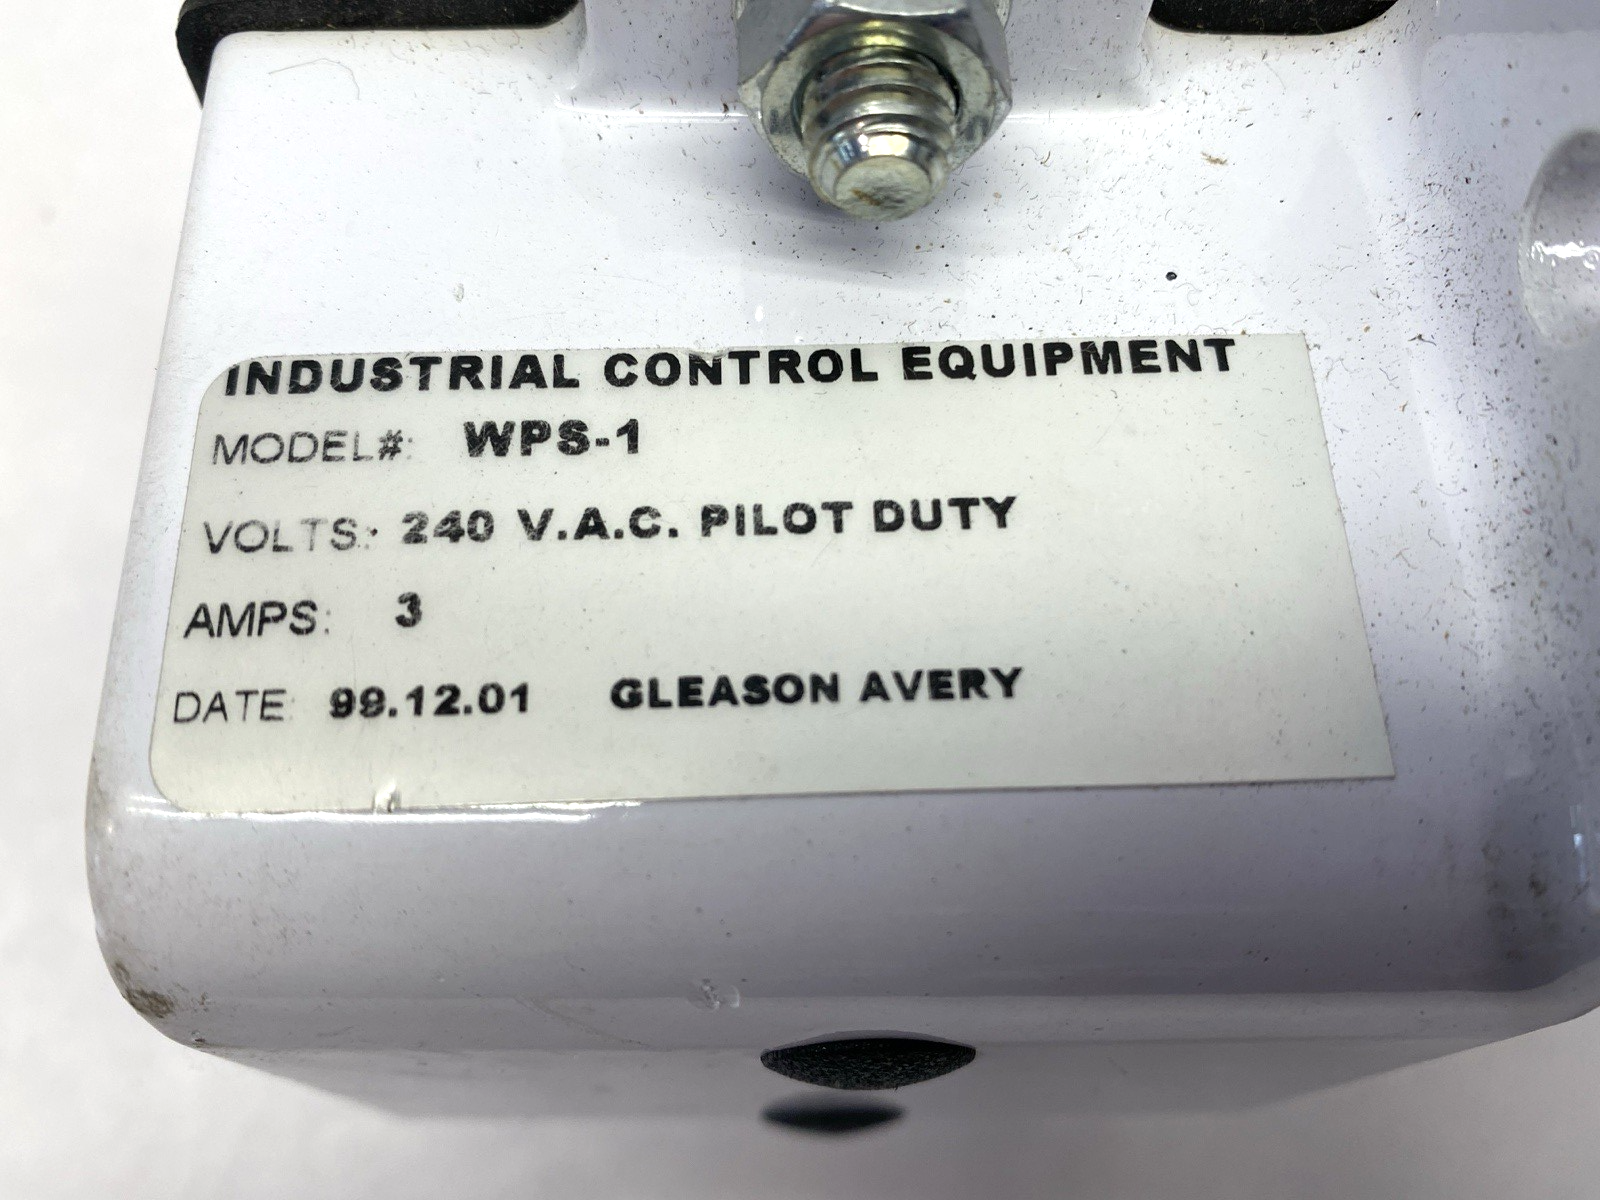 INDUSTRIAL CONTROL EQUIPMENT
MODEL#: WPS-1
VOLTS: 240 V.A.C. PILOT DUTY
AMPS: 3
DATE: 99.12.01 GLEASON AVERY